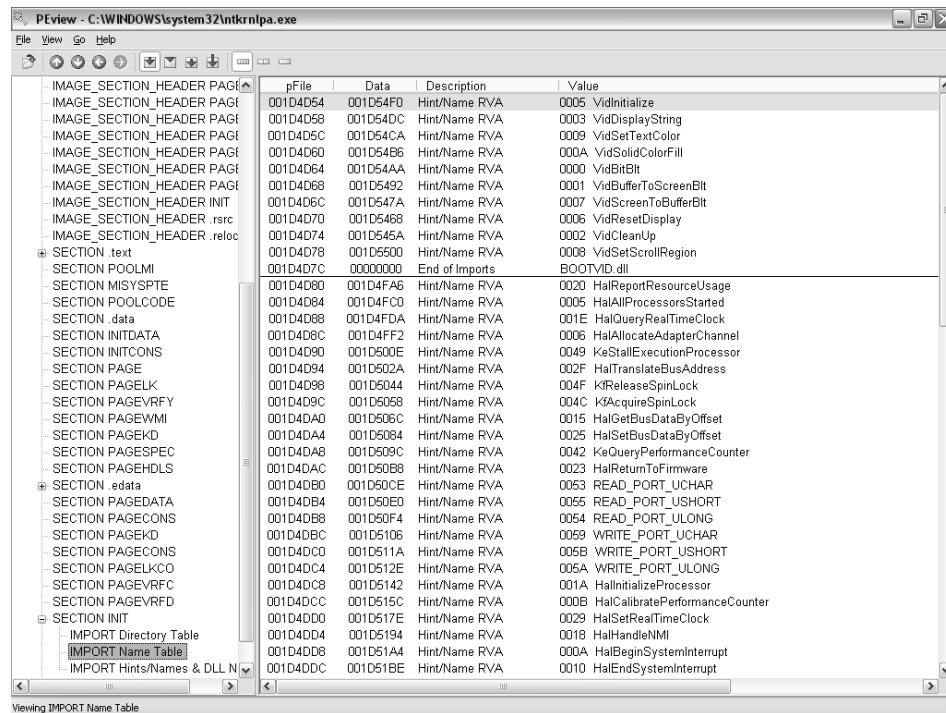 PEview - C:\WINDOWS\system32\ntkrnlpa.exe
File View Go Help
IMAGE_SECTION_HEADER PAGE
IMAGE_SECTION_HEADER PAGE
IMAGE_SECTION_HEADER PAGE
IMAGE_SECTION_HEADER PAGE
IMAGE_SECTION_HEADER PAGE
IMAGE_SECTION_HEADER PAGE
IMAGE_SECTION_HEADER PAGE
IMAGE_SECTION_HEADER INIT
IMAGE_SECTION_HEADER .rsrc
IMAGE_SECTION_HEADER .reloc
SECTION .text
SECTION POOLMI
SECTION MISYSPTE
SECTION POOLCODE
SECTION .data
SECTION INITDATA
SECTION INITCONS
SECTION PAGE
SECTION PAGELK
SECTION PAGEVRFY
SECTION PAGEWMI
SECTION PAGEKD
SECTION PAGESPEC
SECTION PAGEHDLS
SECTION .edata
SECTION PAGEDATA
SECTION PAGECONS
SECTION PAGEKD
SECTION PAGECONS
SECTION PAGELKCO
SECTION PAGEVRFC
SECTION PAGEVRFD
SECTION INIT
IMPORT Directory Table
IMPORT Name Table
IMPORT Hints/Names & DLL N
pFile Data Description Value
001D4D54 001D54F0 Hint/Name RVA 0005 VidInitialize
001D4D58 001D54DC Hint/Name RVA 0003 VidDisplayString
001D4D5C 001D54CA Hint/Name RVA 0009 VidSetTextColor
001D4D60 001D54B6 Hint/Name RVA 000A VidSolidColorFill
001D4D64 001D54AA Hint/Name RVA 0000 VidBitBlt
001D4D68 001D5492 Hint/Name RVA 0001 VidBufferToScreenBlt
001D4D6C 001D547A Hint/Name RVA 0007 VidScreenToBufferBlt
001D4D70 001D5468 Hint/Name RVA 0006 VidResetDisplay
001D4D74 001D545A Hint/Name RVA 0002 VidCleanUp
001D4D78 001D5500 Hint/Name RVA 0008 VidSetScrollRegion
001D4D7C 00000000 End of Imports BOOTVID.dll
001D4D80 001D4FA6 Hint/Name RVA 0020 HalReportResourceUsage
001D4D84 001D4FC0 Hint/Name RVA 0005 HalAllProcessorsStarted
001D4D88 001D4FDA Hint/Name RVA 001E HalQueryRealTimeClock
001D4D8C 001D4FF2 Hint/Name RVA 0006 HalAllocateAdapterChannel
001D4D90 001D500E Hint/Name RVA 0049 KeStallExecutionProcessor
001D4D94 001D502A Hint/Name RVA 002F HalTranslateBusAddress
001D4D98 001D5044 Hint/Name RVA 004F KfReleaseSpinLock
001D4D9C 001D5058 Hint/Name RVA 004C KfAcquireSpinLock
001D4DA0 001D506C Hint/Name RVA 0015 HalGetBusDataByOffset
001D4DA4 001D5084 Hint/Name RVA 0025 HalSetBusDataByOffset
001D4DA8 001D509C Hint/Name RVA 0042 KeQueryPerformanceCounter
001D4DAC 001D50B8 Hint/Name RVA 0023 HalReturnToFirmware
001D4DB0 001D50CE Hint/Name RVA 0053 READ_PORT_UCHAR
001D4DB4 001D50E0 Hint/Name RVA 0055 READ_PORT_USHORT
001D4DB8 001D50F4 Hint/Name RVA 0054 READ_PORT_ULONG
001D4DBC 001D5106 Hint/Name RVA 0059 WRITE_PORT_UCHAR
001D4DC0 001D511A Hint/Name RVA 005B WRITE_PORT_USHORT
001D4DC4 001D512E Hint/Name RVA 005A WRITE_PORT_ULONG
001D4DC8 001D5142 Hint/Name RVA 001A HalInitializeProcessor
001D4DCC 001D515C Hint/Name RVA 000B HalCalibratePerformanceCounter
001D4DD0 001D517E Hint/Name RVA 0029 HalSetRealTimeClock
001D4DD4 001D5194 Hint/Name RVA 0018 HalHandleNMI
001D4DD8 001D51A4 Hint/Name RVA 000A HalBeginSystemInterrupt
001D4DDC 001D51BE Hint/Name RVA 0010 HalEndSystemInterrupt
Viewing IMPORT Name Table